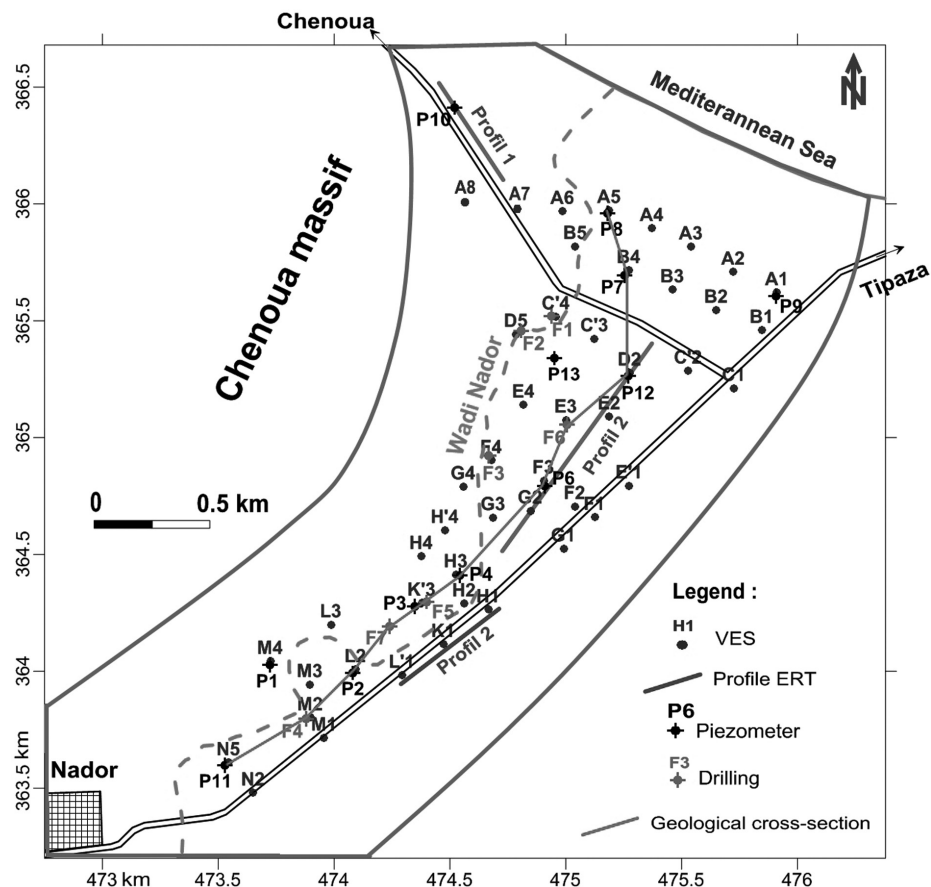 Chenoua
366.5
366
365.5
365
364.5
364
363.5 km
N
Mediterannean Sea
P10
Profil 1
Chenoua massif
A8
A7
A6
A5
P8
A4
A3
A2
A1
P9
B5
B4
P7
B3
B2
B1
Tipaza
C'4
F1
C'3
C'2
C1
D5
F2
P13
D2
P12
Wadi Nador
E4
E3
F6
E2
Profil 2
E'1
F4
F3
F3
P6
F2
F1
G4
G3
G2
G1
0
0.5 km
H'4
H4
H3
P4
H2
H1
K'3
P3
F5
F7
K1
Profil 2
L3
L2
P2
L'1
M4
P1
M3
M2
F4
M1
N5
P11
N2
Nador
Legend :
H1
VES
Profile ERT
P6
Piezometer
F3
Drilling
Geological cross-section
473 km
473.5
474
474.5
475
475.5
476